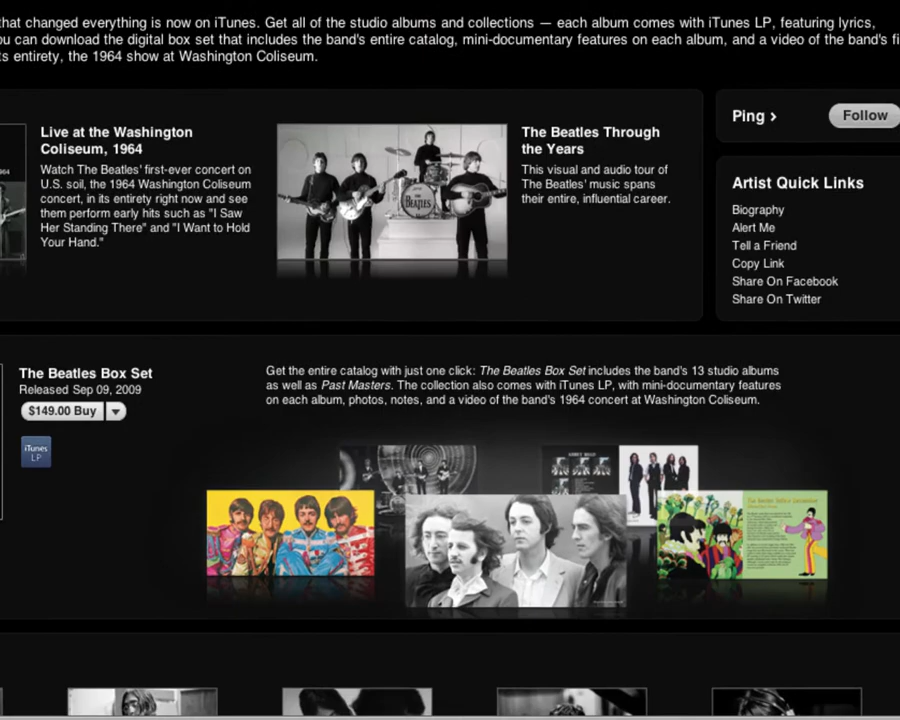 that changed everything is now on iTunes. Get all of the studio albums and collections — each album comes with iTunes LP, featuring lyrics,
can download the digital box set that includes the band's entire catalog, mini-documentary features on each album, and a video of the band's
entirety, the 1964 show at Washington Coliseum.
Live at the Washington
Coliseum, 1964
Watch The Beatles' first-ever concert on
U.S. soil, the 1964 Washington Coliseum
concert, in its entirety right now and see
them perform early hits such as "I Saw
Her Standing There" and "I Want to Hold
Your Hand."
THE
BEATLES
The Beatles Through
the Years
This visual and audio tour of
The Beatles' music spans
their entire, influential career.
Ping ›
Follow
Artist Quick Links
Biography
Alert Me
Tell a Friend
Copy Link
Share On Facebook
Share On Twitter
The Beatles Box Set
Released Sep 09, 2009
$149.00 Buy
iTunes
LP
Get the entire catalog with just one click: The Beatles Box Set includes the band's 13 studio albums
as well as Past Masters. The collection also comes with iTunes LP, with mini-documentary features
on each album, photos, notes, and a video of the band's 1964 concert at Washington Coliseum.
ABBEY ROAD